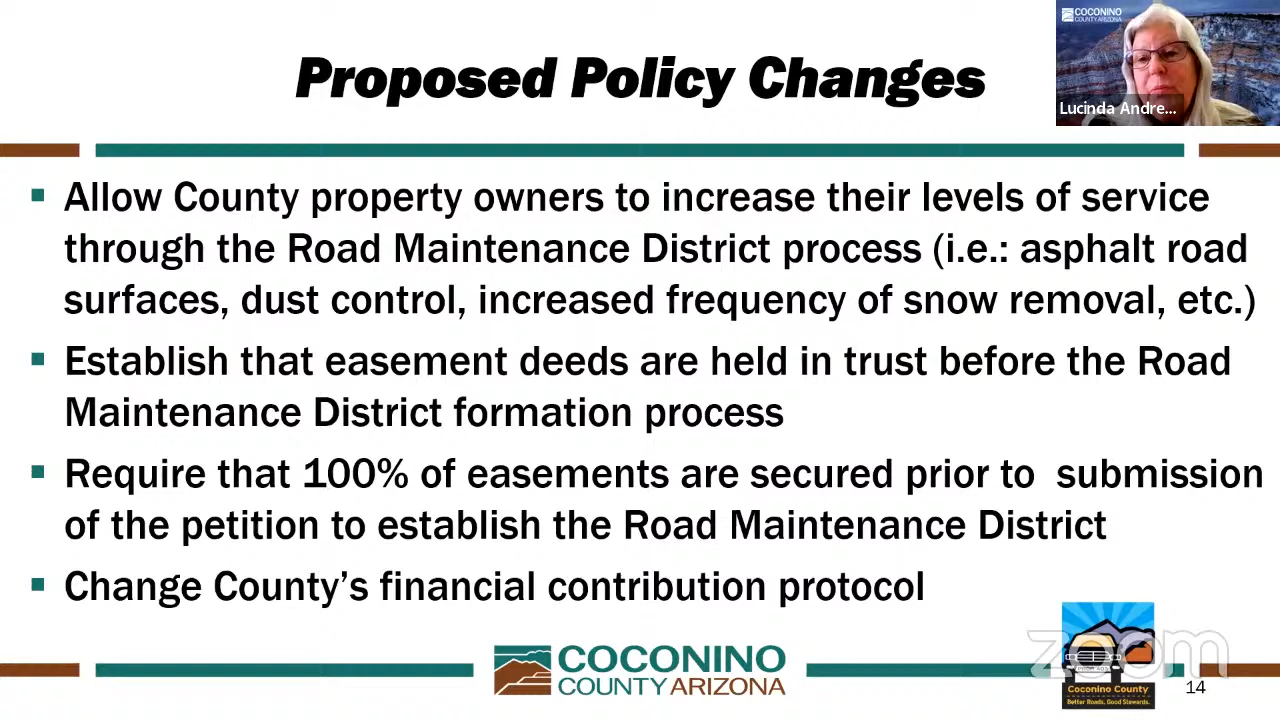 COCONINO
COUNTY ARIZONA
Lucinda Andre...
Proposed Policy Changes
▪ Allow County property owners to increase their levels of service
through the Road Maintenance District process (i.e.: asphalt road
surfaces, dust control, increased frequency of snow removal, etc.)
▪ Establish that easement deeds are held in trust before the Road
Maintenance District formation process
▪ Require that 100% of easements are secured prior to submission
of the petition to establish the Road Maintenance District
▪ Change County’s financial contribution protocol
COCONINO
COUNTY ARIZONA
zoom
Coconino County
Better Roads, Good Stewards.
14